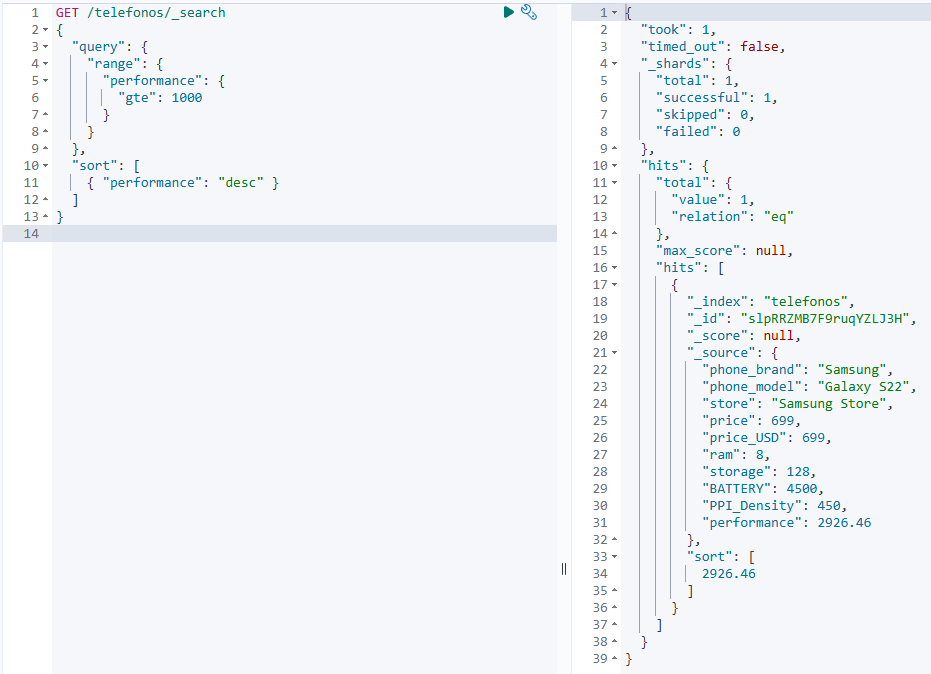 1 GET /telefonos/_search
2 {
3 "query": {
4 "range": {
5 "performance": {
6 "gte": 1000
7 }
8 }
9 },
10 "sort": [
11 { "performance": "desc" }
12 ]
13 }
14
1 {
2 "took": 1,
3 "timed_out": false,
4 "_shards": {
5 "total": 1,
6 "successful": 1,
7 "skipped": 0,
8 "failed": 0
9 },
10 "hits": {
11 "total": {
12 "value": 1,
13 "relation": "eq"
14 },
15 "max_score": null,
16 "hits": [
17 {
18 "_index": "telefonos",
19 "_id": "slpRRZMB7F9ruqYZLJ3H",
20 "_score": null,
21 "_source": {
22 "phone_brand": "Samsung",
23 "phone_model": "Galaxy S22",
24 "store": "Samsung Store",
25 "price": 699,
26 "price_USD": 699,
27 "ram": 8,
28 "storage": 128,
29 "BATTERY": 4500,
30 "PPI_Density": 450,
31 "performance": 2926.46
32 },
33 "sort": [
34 2926.46
35 ]
36 }
37 ]
38 }
39 }